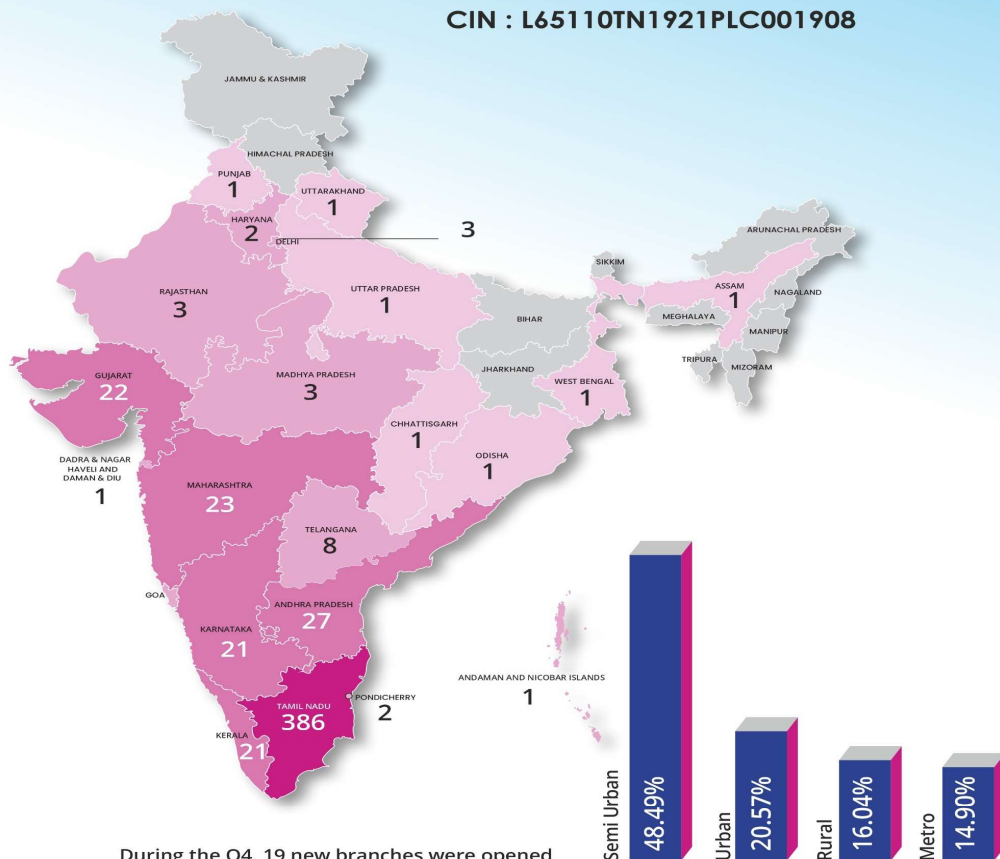 CIN : L65110TN1921PLC001908
JAMMU & KASHMIR
HIMACHAL PRADESH
PUNJAB
1
UTTARAKHAND
1
HARYANA
2
DELHI
3
RAJASTHAN
3
UTTAR PRADESH
1
BIHAR
SIKKIM
ARUNACHAL PRADESH
ASSAM
1
NAGALAND
MEGHALAYA
MANIPUR
TRIPURA
MIZORAM
GUJARAT
22
MADHYA PRADESH
3
JHARKHAND
WEST BENGAL
1
CHHATTISGARH
1
ODISHA
1
DADRA & NAGAR
HAVELI AND
DAMAN & DIU
1
MAHARASHTRA
23
TELANGANA
8
GOA
KARNATAKA
21
ANDHRA PRADESH
27
TAMIL NADU
386
PONDICHERRY
2
KERALA
21
ANDAMAN AND NICOBAR ISLANDS
1
Semi Urban
48.49%
Urban
20.57%
Rural
16.04%
Metro
14.90%
During the Q4, 19 new branches were opened